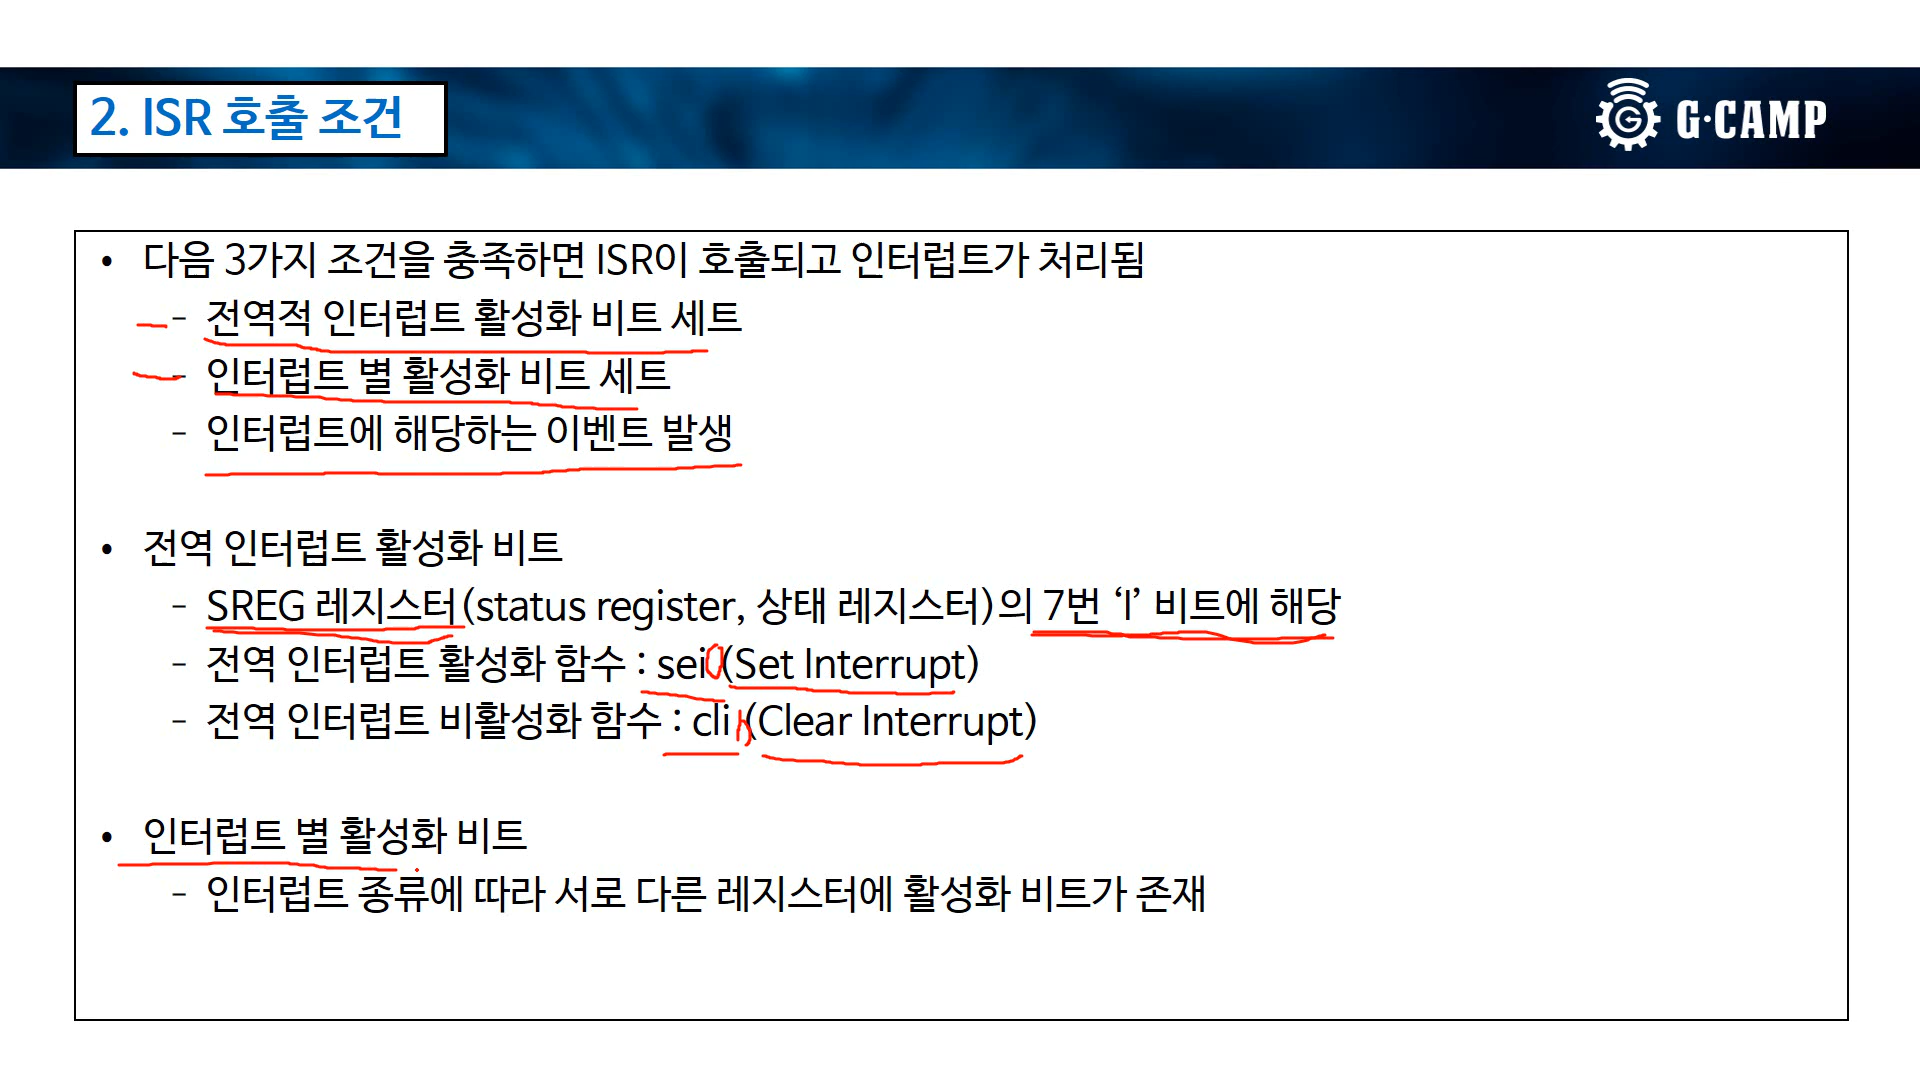 2. ISR 호출 조건
G·CAMP
• 다음 3가지 조건을 충족하면 ISR이 호출되고 인터럽트가 처리됨
- 전역적 인터럽트 활성화 비트 세트
- 인터럽트 별 활성화 비트 세트
- 인터럽트에 해당하는 이벤트 발생
• 전역 인터럽트 활성화 비트
- SREG 레지스터(status register, 상태 레지스터)의 7번 ‘I’ 비트에 해당
- 전역 인터럽트 활성화 함수 : sei()(Set Interrupt)
- 전역 인터럽트 비활성화 함수 : cli()(Clear Interrupt)
• 인터럽트 별 활성화 비트
- 인터럽트 종류에 따라 서로 다른 레지스터에 활성화 비트가 존재